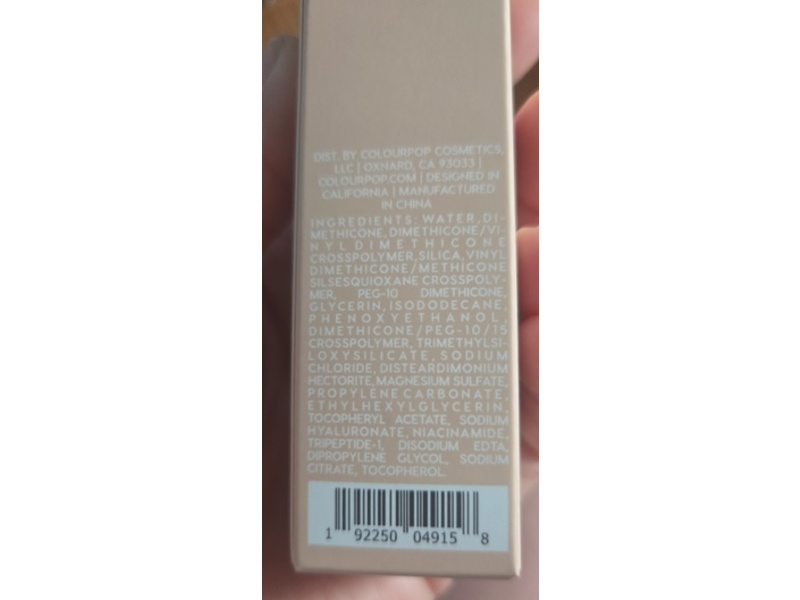 DIST. BY COLOURPOP COSMETICS,
LLC | OXNARD, CA 93033 |
COLOURPOP.COM | DESIGNED IN
CALIFORNIA | MANUFACTURED
IN CHINA
INGREDIENTS: WATER, DI-
METHICONE, DIMETHICONE/VI-
NYL DIMETHICONE
CROSSPOLYMER, SILICA, VINYL
DIMETHICONE/METHICONE
SILSESQUIOXANE CROSSPOLY-
MER, PEG-10 DIMETHICONE,
GLYCERIN, ISODODECANE,
PHENOXYETHANOL,
DIMETHICONE/PEG-10/15
CROSSPOLYMER, TRIMETHYLSI-
LOXYSILICATE, SODIUM
CHLORIDE, DISTEARDIMONIUM
HECTORITE, MAGNESIUM SULFATE,
PROPYLENE CARBONATE,
ETHYLHEXYLGLYCERIN,
TOCOPHERYL ACETATE, SODIUM
HYALURONATE, NIACINAMIDE,
TRIPEPTIDE-1, DISODIUM EDTA,
DIPROPYLENE GLYCOL, SODIUM
CITRATE, TOCOPHEROL.
1 92250 04915 8